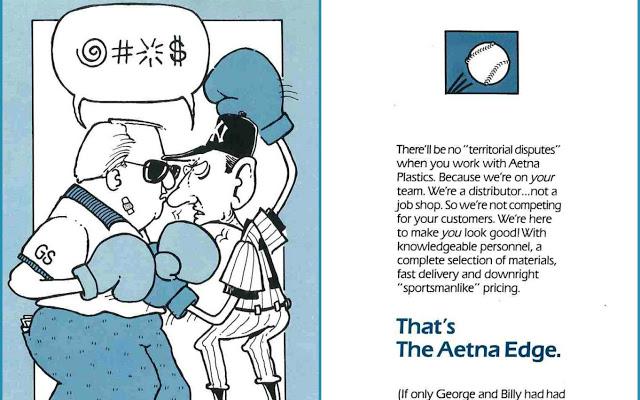 @#※$
NY
GS
There'll be no "territorial disputes"
when you work with Aetna
Plastics. Because we're on your
team. We're a distributor...not a
job shop. So we're not competing
for your customers. We're here
to make you look good! With
knowledgeable personnel, a
complete selection of materials,
fast delivery and downright
"sportsmanlike" pricing.
That's
The Aetna Edge.
(If only George and Billy had had